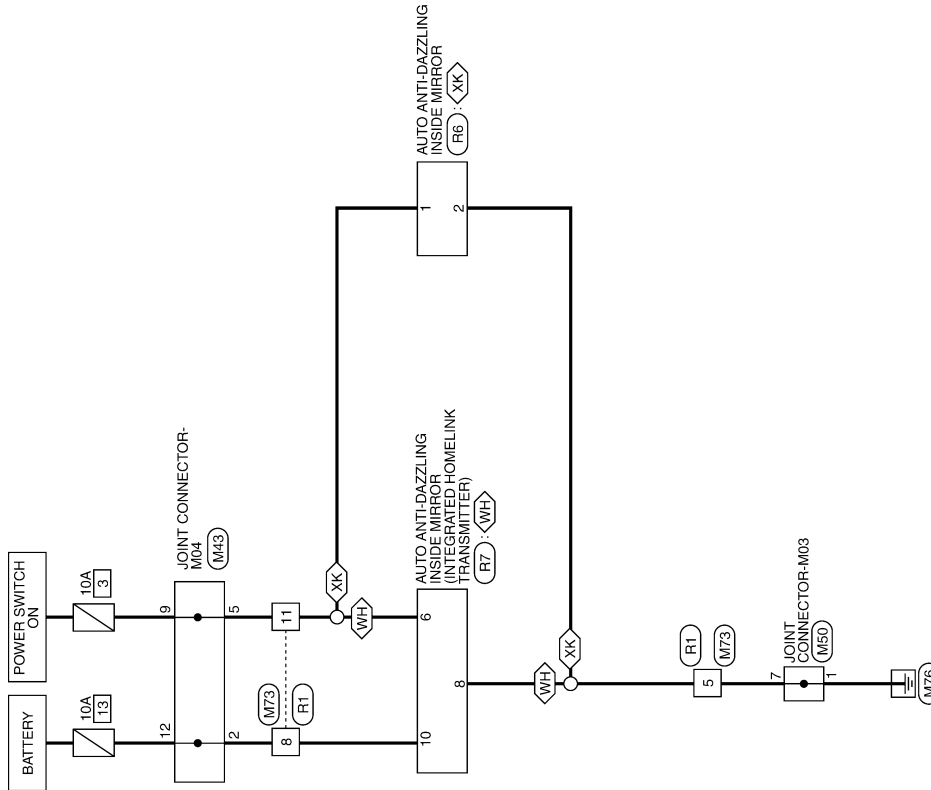 BATTERY
POWER SWITCH
ON
10A
13
10A
3
12
9
JOINT CONNECTOR-
M04
M43
2
5
M73
8
R1
11
XK
WH
10
6
8
AUTO ANTI-DAZZLING
INSIDE MIRROR
(INTEGRATED HOMELINK
TRANSMITTER)
R7 : WH
1
2
AUTO ANTI-DAZZLING
INSIDE MIRROR
R6 : XK
WH
XK
5
R1
M73
7
1
JOINT
CONNECTOR-M03
M50
M76